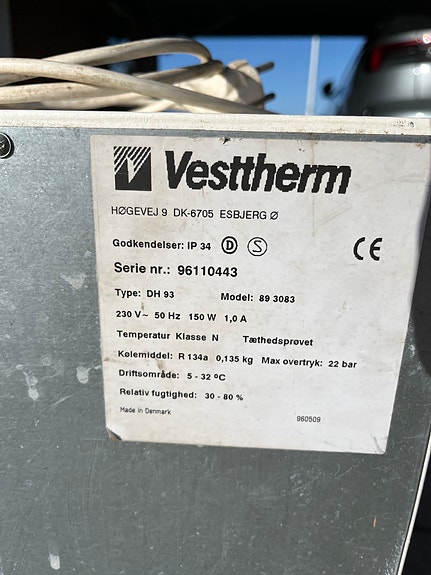 Vesttherm
HØGEVEJ 9 DK-6705 ESBJERG Ø
Godkendelser: IP 34 D S CE
Serie nr.: 96110443
Type: DH 93 Model: 89 3083
230 V~ 50 Hz 150 W 1,0 A
Temperatur Klasse N Tæthedsprøvet
Kølemiddel: R 134a 0,135 kg Max overtryk: 22 bar
Driftsområde: 5 - 32 ºC
Relativ fugtighed: 30 - 80 %
Made in Denmark 960509